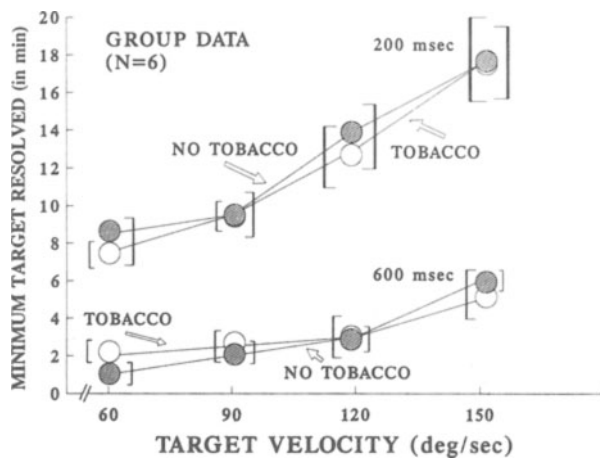 MINIMUM TARGET RESOLVED (in min)
20
18
16
14
12
10
8
6
4
2
0
GROUP DATA
(N=6)
200 msec
NO TOBACCO
TOBACCO
600 msec
TOBACCO
NO TOBACCO
60
90
120
150
TARGET VELOCITY (deg/sec)